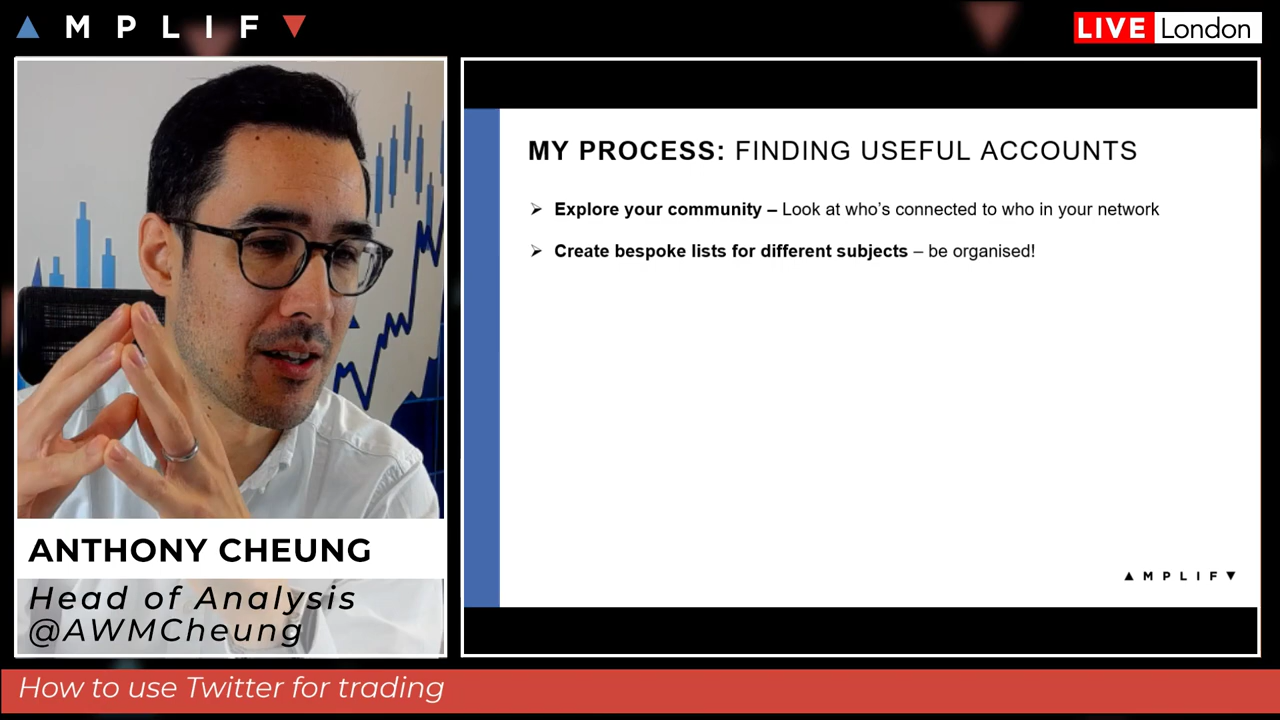 ▲ M P L I F ▼
LIVE London
MY PROCESS: FINDING USEFUL ACCOUNTS
➢ Explore your community – Look at who's connected to who in your network
➢ Create bespoke lists for different subjects – be organised!
▲ M P L I F ▼
ANTHONY CHEUNG
Head of Analysis
@AWMCheung
How to use Twitter for trading